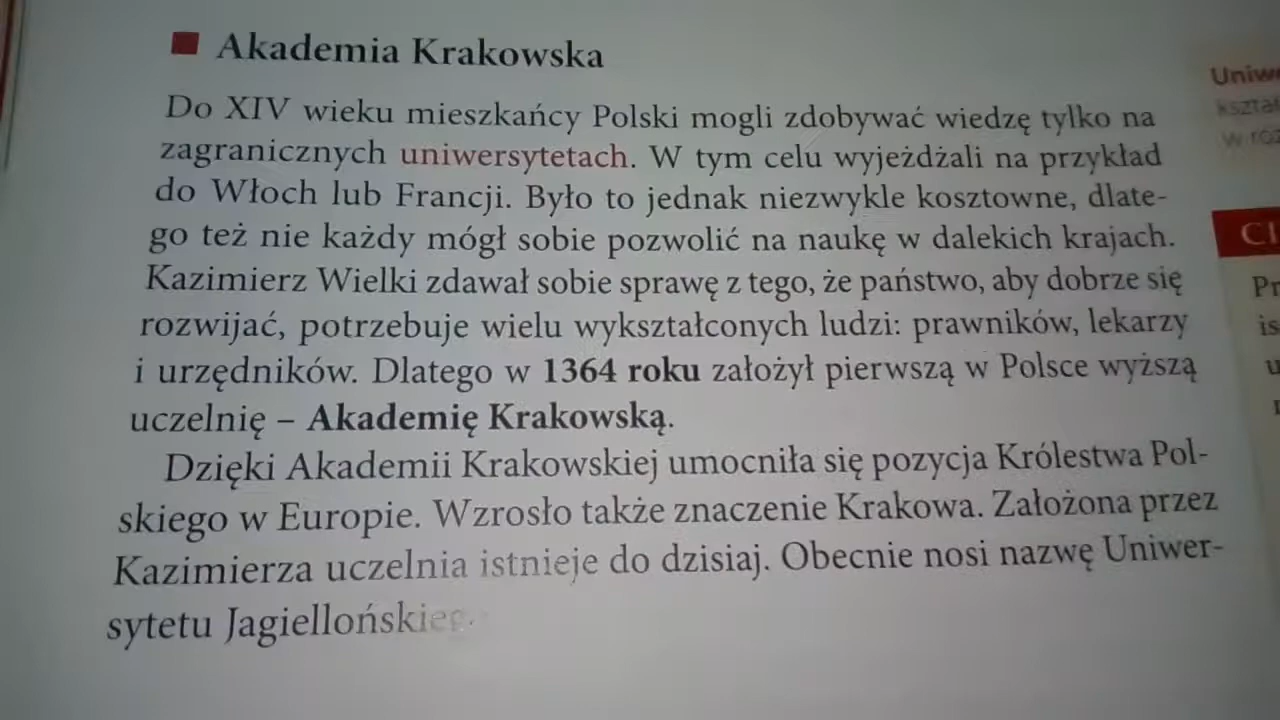 Akademia Krakowska
Do XIV wieku mieszkańcy Polski mogli zdobywać wiedzę tylko na
zagranicznych uniwersytetach. W tym celu wyjeżdżali na przykład
do Włoch lub Francji. Było to jednak niezwykle kosztowne, dlate-
go też nie każdy mógł sobie pozwolić na naukę w dalekich krajach.
Kazimierz Wielki zdawał sobie sprawę z tego, że państwo, aby dobrze się
rozwijać, potrzebuje wielu wykształconych ludzi: prawników, lekarzy
i urzędników. Dlatego w 1364 roku założył pierwszą w Polsce wyższą
uczelnię – Akademię Krakowską.
Dzięki Akademii Krakowskiej umocniła się pozycja Królestwa Pol-
skiego w Europie. Wzrosło także znaczenie Krakowa. Założona przez
Kazimierza uczelnia istnieje do dzisiaj. Obecnie nosi nazwę Uniwer-
sytetu